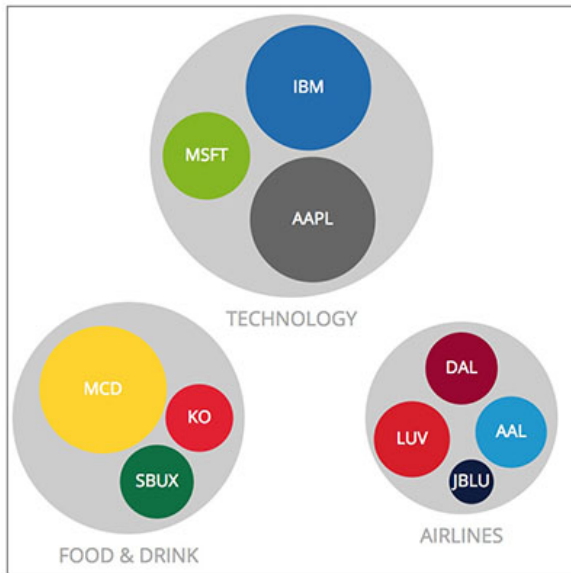 IBM
MSFT
AAPL
TECHNOLOGY
MCD
KO
SBUX
FOOD & DRINK
DAL
AAL
LUV
JBLU
AIRLINES